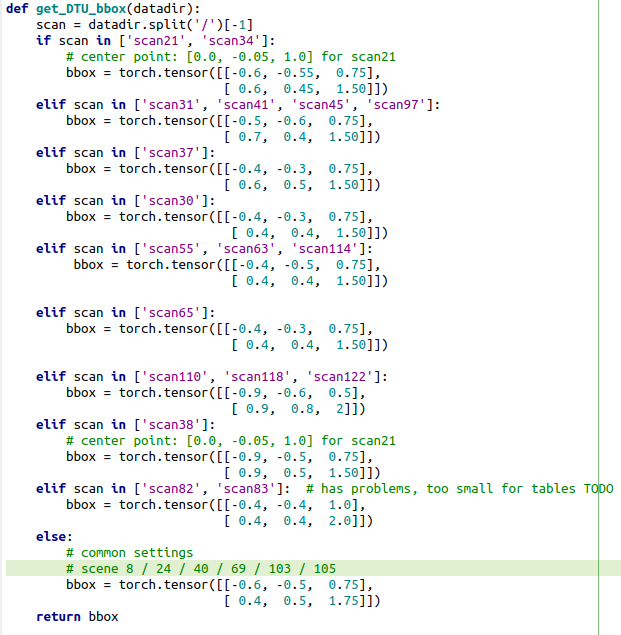 def get_DTU_bbox(datadir):
    scan = datadir.split('/')[-1]
    if scan in ['scan21', 'scan34']:
        # center point: [0.0, -0.05, 1.0] for scan21
        bbox = torch.tensor([[-0.6, -0.55,  0.75],
                             [ 0.6,  0.45,  1.50]])
    elif scan in ['scan31', 'scan41', 'scan45', 'scan97']:
        bbox = torch.tensor([[-0.5, -0.6,  0.75],
                             [ 0.7,  0.4,  1.50]])
    elif scan in ['scan37']:
        bbox = torch.tensor([[-0.4, -0.3,  0.75],
                             [ 0.6,  0.5,  1.50]])
    elif scan in ['scan30']:
        bbox = torch.tensor([[-0.4, -0.3,  0.75],
                              [ 0.4,  0.4,  1.50]])
    elif scan in ['scan55', 'scan63', 'scan114']:
         bbox = torch.tensor([[-0.4, -0.5,  0.75],
                              [ 0.4,  0.4,  1.50]])

    elif scan in ['scan65']:
        bbox = torch.tensor([[-0.4, -0.3,  0.75],
                              [ 0.4,  0.4,  1.50]])

    elif scan in ['scan110', 'scan118', 'scan122']:
        bbox = torch.tensor([[-0.9, -0.6,  0.5],
                              [ 0.9,  0.8,  2]])
    elif scan in ['scan38']:
        # center point: [0.0, -0.05, 1.0] for scan21
        bbox = torch.tensor([[-0.9, -0.5,  0.75],
                             [ 0.9,  0.5,  1.50]])
    elif scan in ['scan82', 'scan83']:  # has problems, too small for tables TODO
        bbox = torch.tensor([[-0.4, -0.4,  1.0],
                             [ 0.4,  0.4,  2.0]])
    else:
        # common settings
        # scene 8 / 24 / 40 / 69 / 103 / 105
        bbox = torch.tensor([[-0.6, -0.5,  0.75],
                             [ 0.4,  0.5,  1.75]])
    return bbox